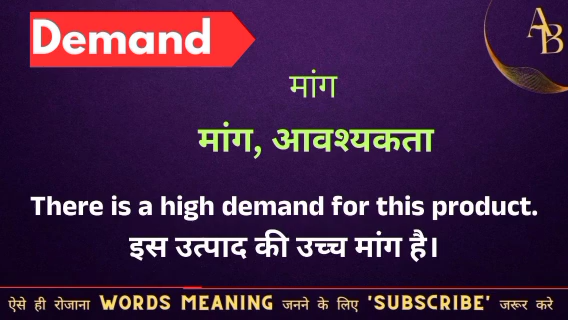 Demand
AB
मांग
मांग, आवश्यकता
There is a high demand for this product.
इस उत्पाद की उच्च मांग है।
ऐसे ही रोजाना WORDS MEANING जनने के लिए 'SUBSCRIBE' जरूर करे